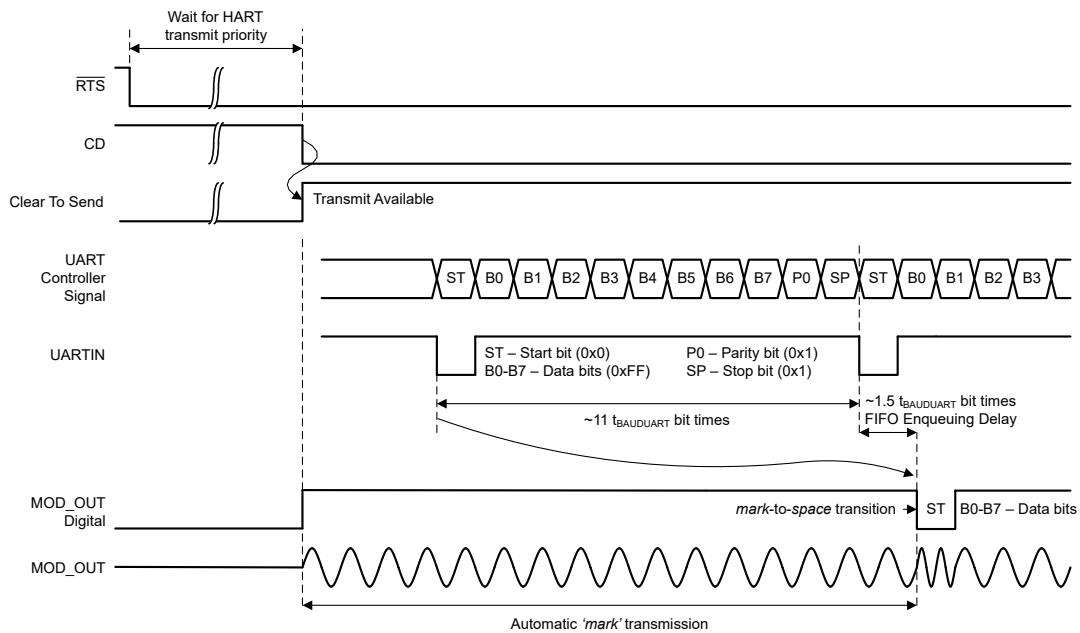 Wait for HART
transmit priority
RTS
CD
Clear To Send
Transmit Available
UART
Controller
Signal
ST B0 B1 B2 B3 B4 B5 B6 B7 P0 SP ST B0 B1 B2 B3
UARTIN
ST – Start bit (0x0) P0 – Parity bit (0x1)
B0-B7 – Data bits (0xFF) SP – Stop bit (0x1)
~11 tBAUDUART bit times
~1.5 tBAUDUART bit times
FIFO Enqueuing Delay
MOD_OUT
Digital
mark-to-space transition
ST B0-B7 – Data bits
MOD_OUT
Automatic ‘mark’ transmission